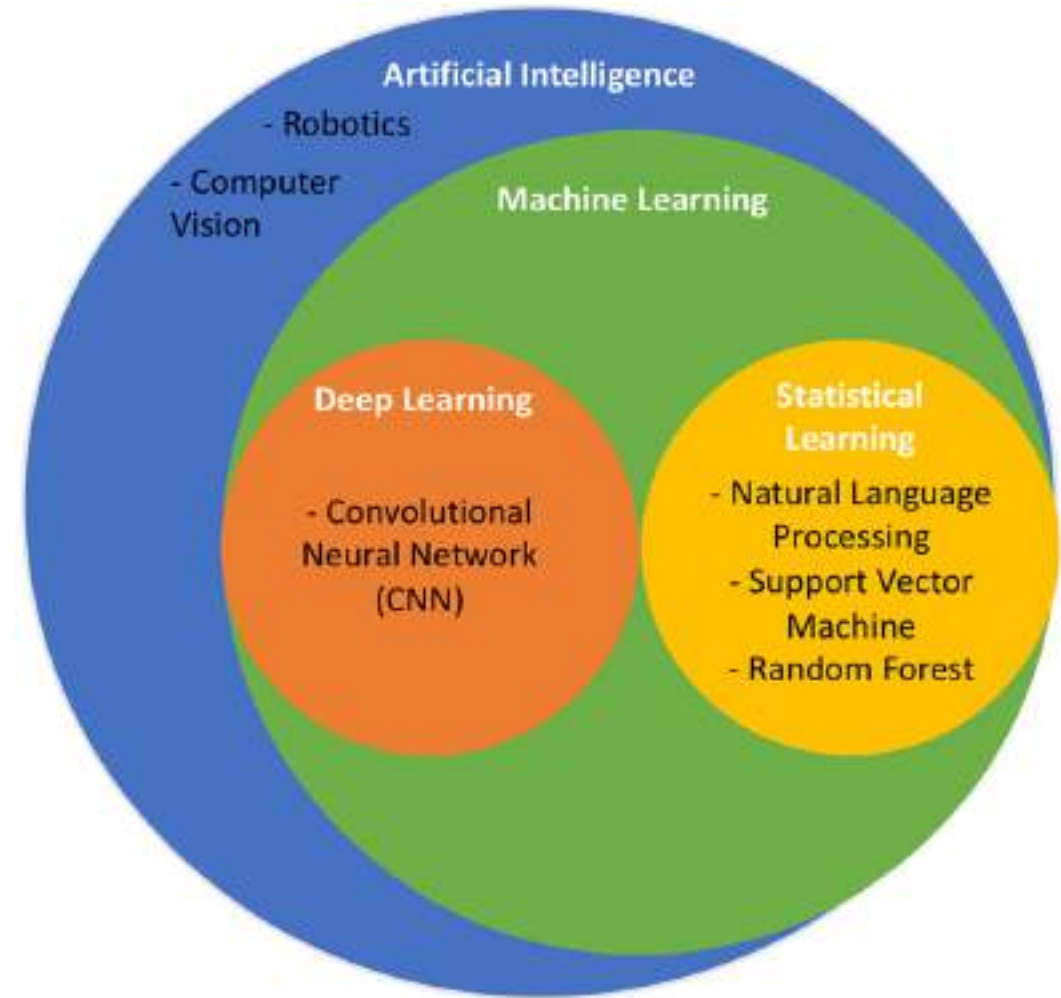 Artificial Intelligence
- Robotics
- Computer
Vision
Machine Learning
Deep Learning
- Convolutional
Neural Network
(CNN)
Statistical
Learning
- Natural Language
Processing
- Support Vector
Machine
- Random Forest